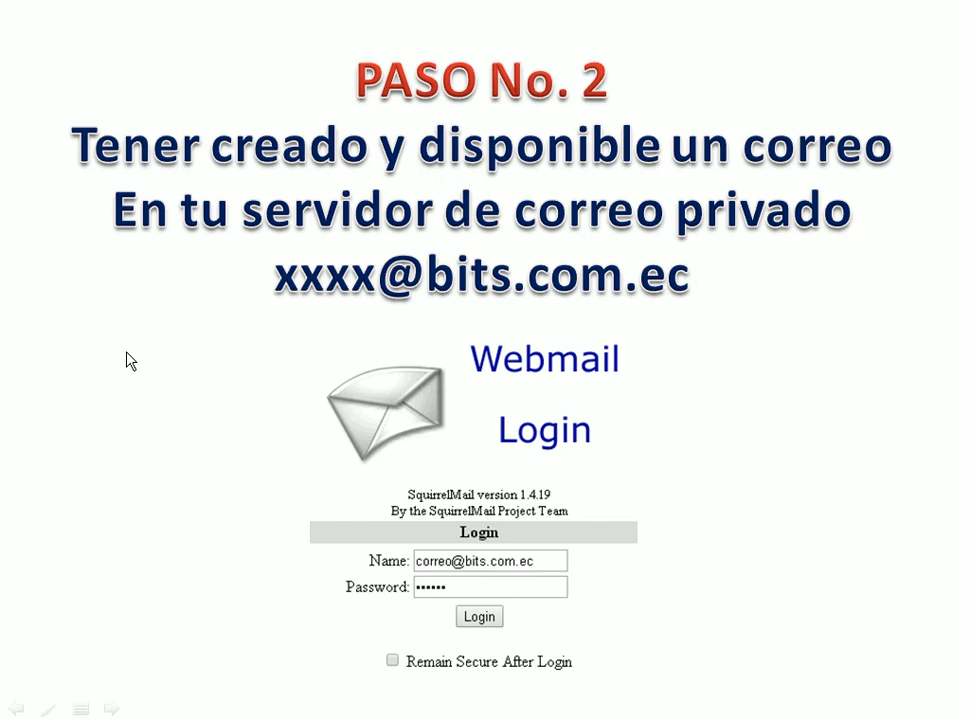 PASO No. 2
Tener creado y disponible un correo
En tu servidor de correo privado
xxxx@bits.com.ec
Webmail
Login
SquirrelMail version 1.4.19
By the SquirrelMail Project Team
Login
Name: correo@bits.com.ec
Password: ••••••
Login
Remain Secure After Login